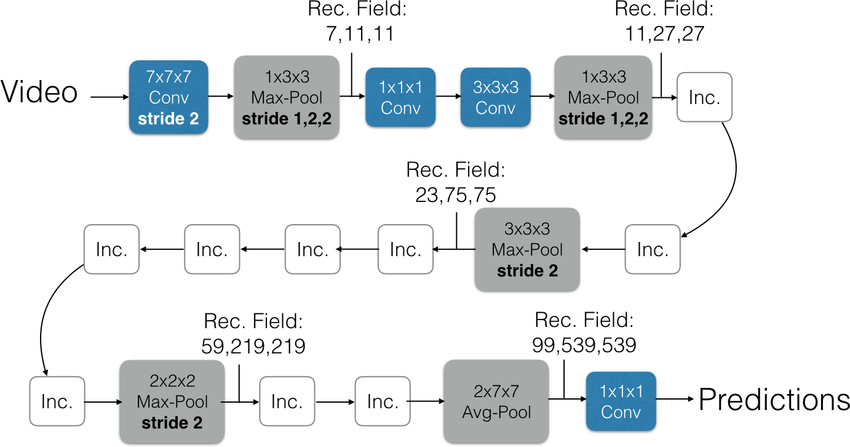 Rec. Field:
7,11,11
Rec. Field:
11,27,27
Video
7x7x7
Conv
stride 2
1x3x3
Max-Pool
stride 1,2,2
1x1x1
Conv
3x3x3
Conv
1x3x3
Max-Pool
stride 1,2,2
Inc.
Rec. Field:
23,75,75
Inc.
Inc.
Inc.
Inc.
3x3x3
Max-Pool
stride 2
Inc.
Rec. Field:
59,219,219
Rec. Field:
99,539,539
Inc.
2x2x2
Max-Pool
stride 2
Inc.
Inc.
2x7x7
Avg-Pool
1x1x1
Conv
Predictions